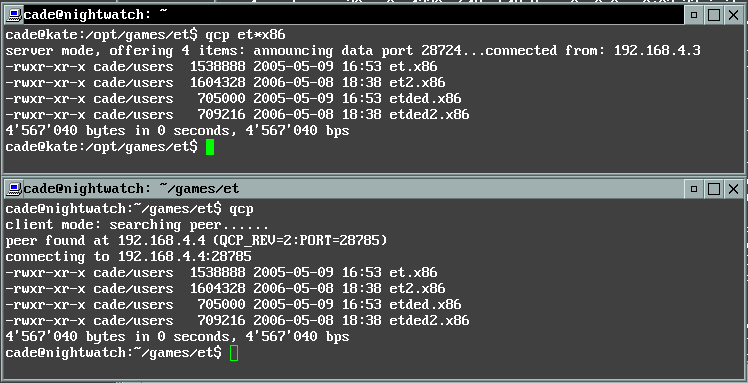 cade@nightwatch: ~
cade@kate:/opt/games/et$ qcp et*x86
server mode, offering 4 items: announcing data port 28724...connected from: 192.168.4.3
-rwxr-xr-x cade/users  1538888 2005-05-09 16:53 et.x86
-rwxr-xr-x cade/users  1604328 2006-05-08 18:38 et2.x86
-rwxr-xr-x cade/users   705000 2005-05-09 16:53 etded.x86
-rwxr-xr-x cade/users   709216 2006-05-08 18:38 etded2.x86
4'567'040 bytes in 0 seconds, 4'567'040 bps
cade@kate:/opt/games/et$
cade@nightwatch: ~/games/et
cade@nightwatch:~/games/et$ qcp
client mode: searching peer......
peer found at 192.168.4.4 (QCP_REV=2:PORT=28785)
connecting to 192.168.4.4:28785
-rwxr-xr-x cade/users  1538888 2005-05-09 16:53 et.x86
-rwxr-xr-x cade/users  1604328 2006-05-08 18:38 et2.x86
-rwxr-xr-x cade/users   705000 2005-05-09 16:53 etded.x86
-rwxr-xr-x cade/users   709216 2006-05-08 18:38 etded2.x86
4'567'040 bytes in 0 seconds, 4'567'040 bps
cade@nightwatch:~/games/et$